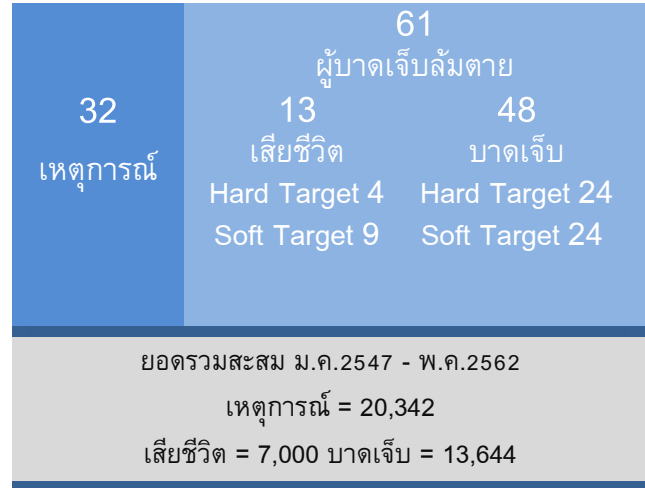 32
เหตุการณ์
61
ผู้บาดเจ็บล้มตาย
13
เสียชีวิต
Hard Target 4
Soft Target 9
48
บาดเจ็บ
Hard Target 24
Soft Target 24
ยอดรวมสะสม ม.ค.2547 - พ.ค.2562
เหตุการณ์ = 20,342
เสียชีวิต = 7,000 บาดเจ็บ = 13,644